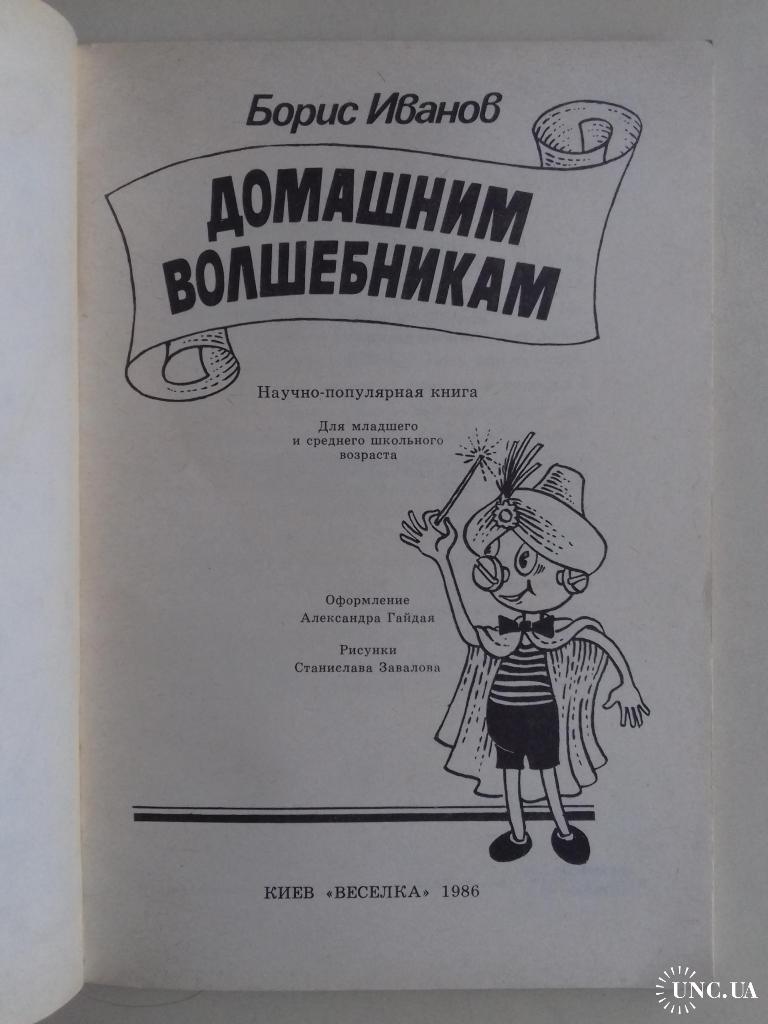 Борис Иванов
ДОМАШНИМ
ВОЛШЕБНИКАМ
Научно-популярная книга
Для младшего
и среднего школьного
возраста
Оформление
Александра Гайдая
Рисунки
Станислава Завалова
КИЕВ «ВЕСЕЛКА» 1986
UNC.UA